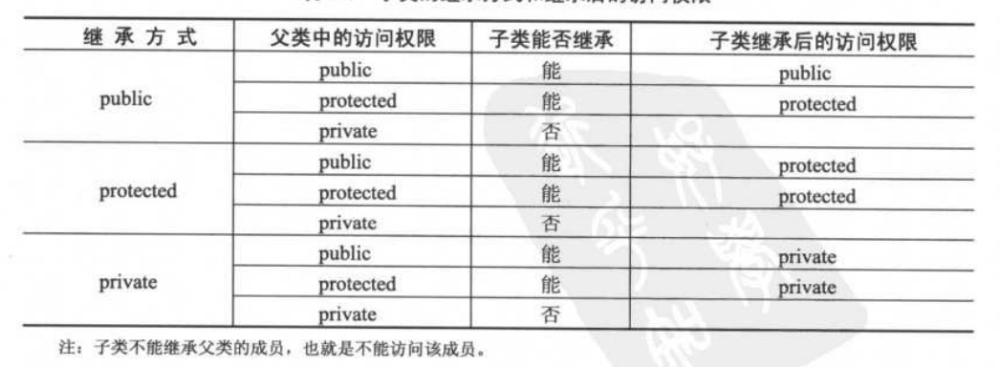 继 承 方 式 父类中的访问权限 子类能否继承 子类继承后的访问权限
public public 能 public
protected 能 protected
private 否
protected public 能 protected
protected 能 protected
private 否
private public 能 private
protected 能 private
private 否
注：子类不能继承父类的成员，也就是不能访问该成员。